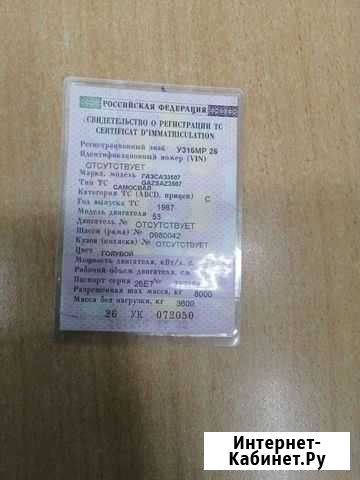 РОССИЙСКАЯ ФЕДЕРАЦИЯ
СВИДЕТЕЛЬСТВО О РЕГИСТРАЦИИ ТС
CERTIFICAT D'IMMATRICULATION
Регистрационный знак У316МР 26
Идентификационный номер (VIN)
ОТСУТСТВУЕТ
Марка, модель ГАЗСАЗ3507
GAZSAZ3507
Тип ТС САМОСВАЛ
Категория ТС (ABCD, прицеп) C
Год выпуска ТС 1987
Модель двигателя 53
Двигатель № ОТСУТСТВУЕТ
Шасси (рама) № 0980042
Кузов (коляска) № ОТСУТСТВУЕТ
Цвет ГОЛУБОЙ
Мощность двигателя, кВт/л. с.
Рабочий объем двигателя, см
Паспорт серия 26ЕТ №
Разрешенная max масса, кг 8000
Масса без нагрузки, кг 3600
26 УК 072050
Интернет-
Кабинет.Ру